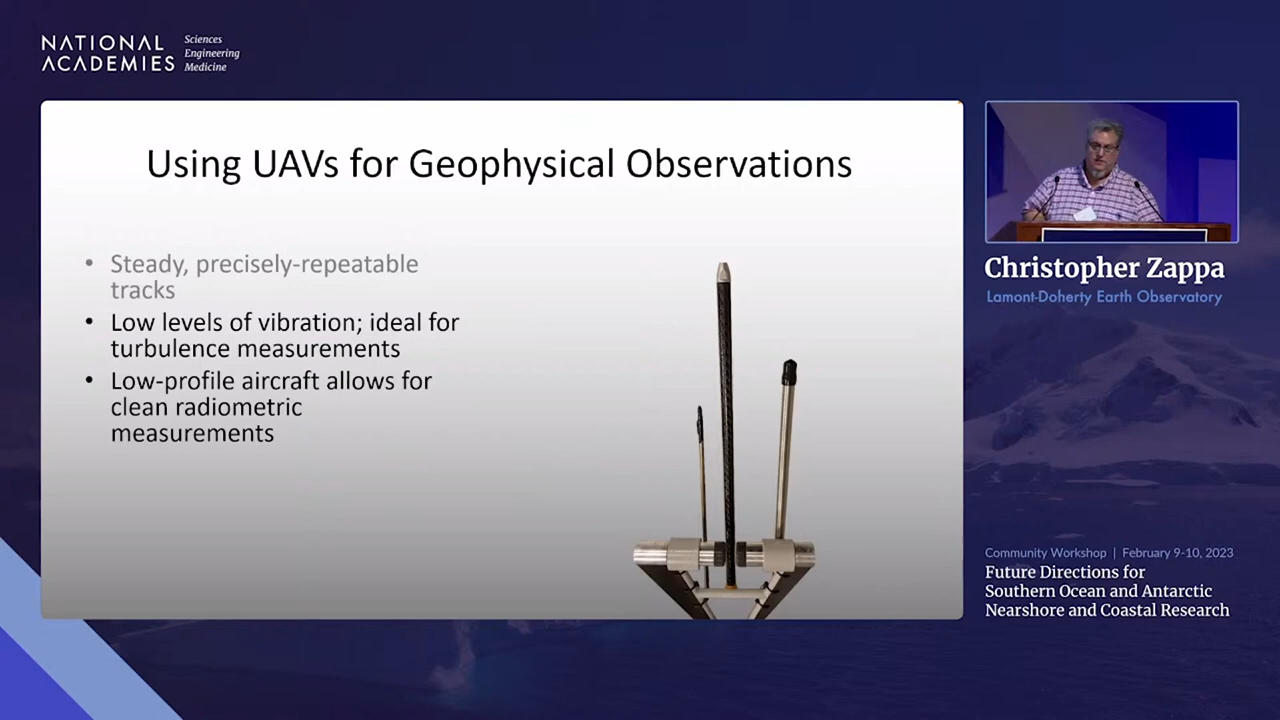 NATIONAL
ACADEMIES
Sciences
Engineering
Medicine
Using UAVs for Geophysical Observations
• Steady, precisely-repeatable
tracks
• Low levels of vibration; ideal for
turbulence measurements
• Low-profile aircraft allows for
clean radiometric
measurements
Christopher Zappa
Lamont-Doherty Earth Observatory
Community Workshop | February 9-10, 2023
Future Directions for
Southern Ocean and Antarctic
Nearshore and Coastal Research